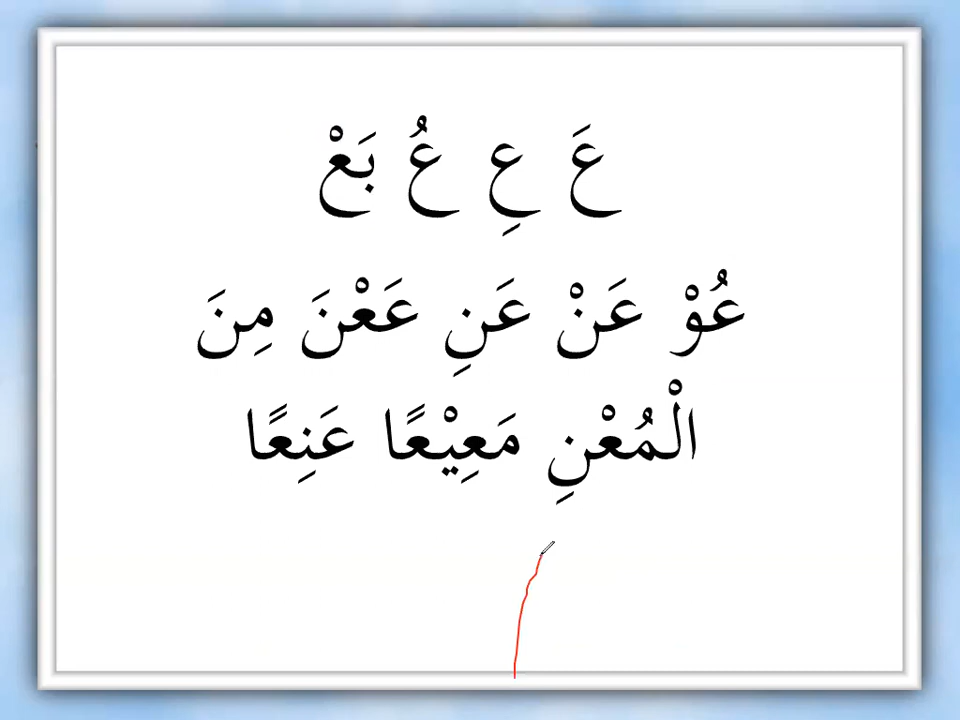 عَ عِ عُ بَعْ
عُوْ عَنْ عَنِ عَعْنَ مِنَ
الْمُعْنِ مَعِيْعًا عَنِعًا